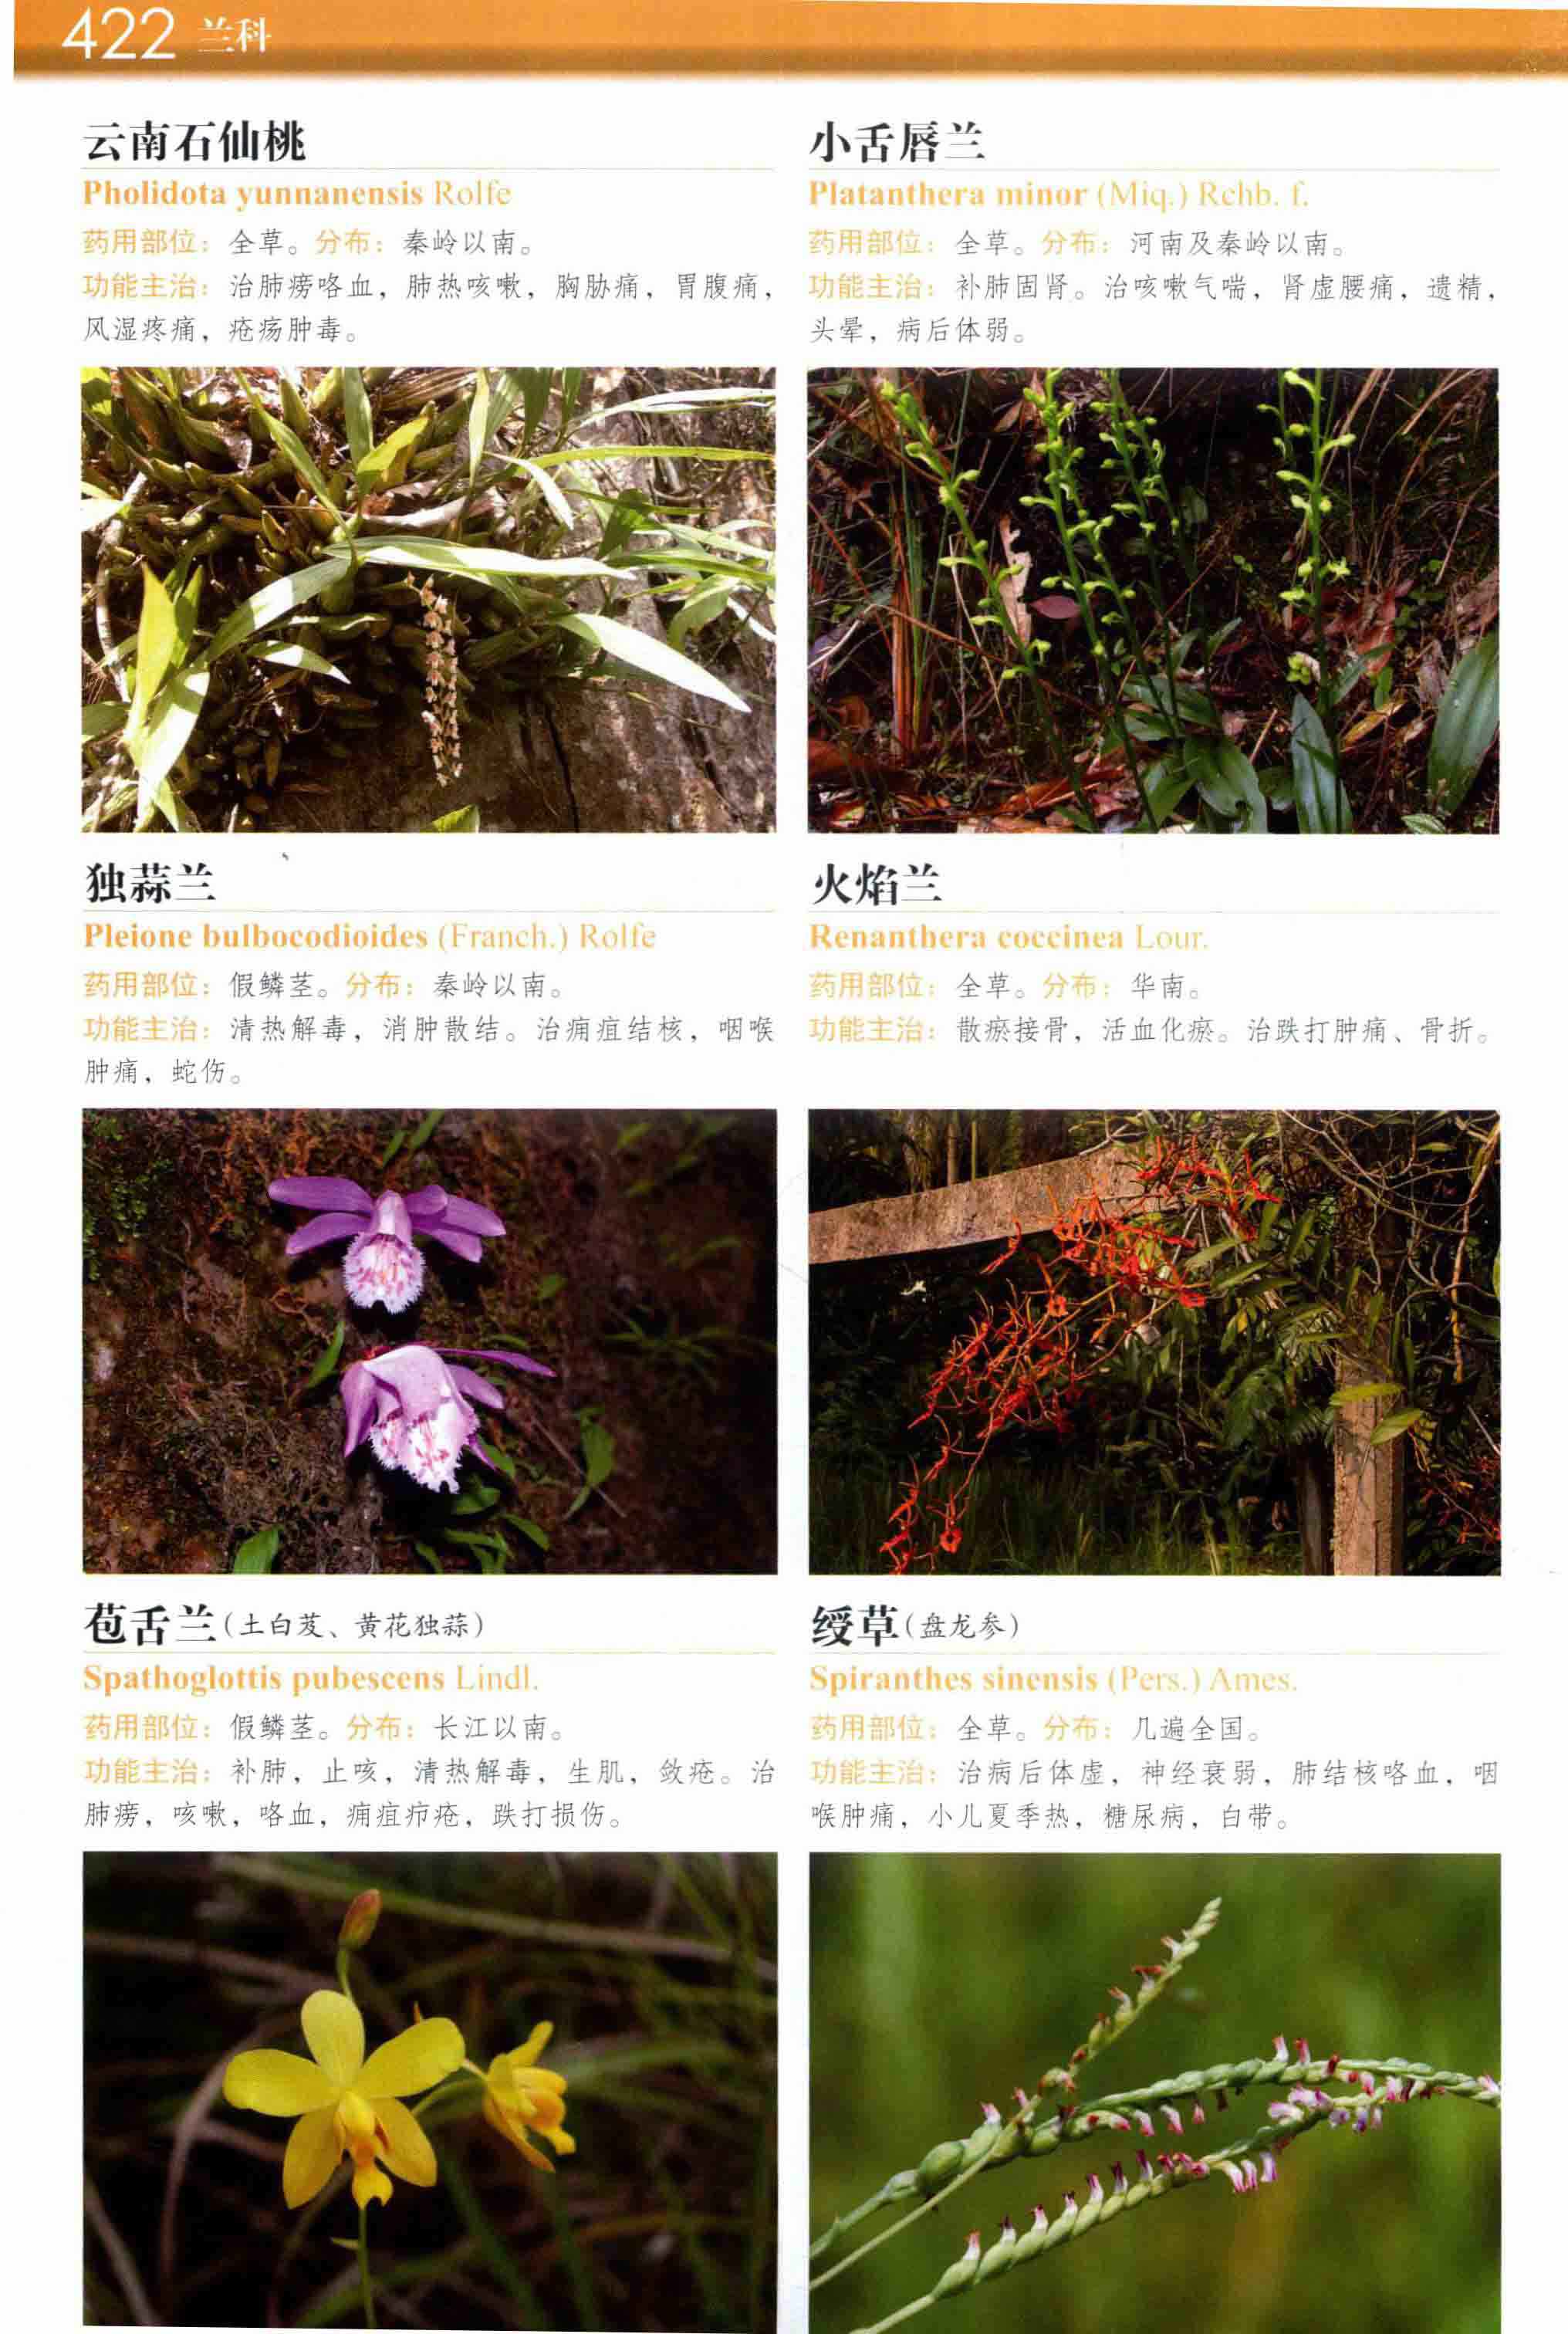 422 兰科
云南石仙桃
Pholidota yunnanensis Rolfe
药用部位：全草。分布：秦岭以南。
功能主治：治肺痨咯血，肺热咳嗽，胸胁痛，胃腹痛，
风湿疼痛，疮疡肿毒。
小舌唇兰
Platanthera minor (Miq.) Rchb. f.
药用部位：全草。分布：河南及秦岭以南。
功能主治：补肺固肾。治咳嗽气喘，肾虚腰痛，遗精，
头晕，病后体弱。
独蒜兰
Pleione bulbocodioides (Franch.) Rolfe
药用部位：假鳞茎。分布：秦岭以南。
功能主治：清热解毒，消肿散结。治痈疽结核，咽喉
肿痛，蛇伤。
火焰兰
Renanthera coccinea Lour.
药用部位：全草。分布：华南。
功能主治：散瘀接骨，活血化瘀。治跌打肿痛、骨折。
苞舌兰（土白芨、黄花独蒜）
Spathoglottis pubescens Lindl.
药用部位：假鳞茎。分布：长江以南。
功能主治：补肺，止咳，清热解毒，生肌，敛疮。治
肺痨，咳嗽，咯血，痈疽疖疮，跌打损伤。
绶草（盘龙参）
Spiranthes sinensis (Pers.) Ames.
药用部位：全草。分布：几遍全国。
功能主治：治病后体虚，神经衰弱，肺结核咯血，咽
喉肿痛，小儿夏季热，糖尿病，白带。